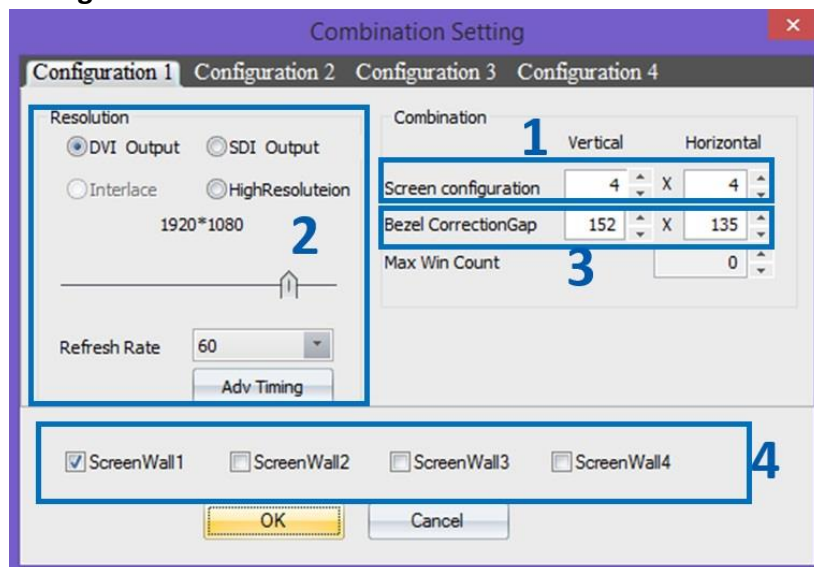 Combination Setting
Configuration 1 Configuration 2 Configuration 3 Configuration 4
Resolution
DVI Output SDI Output
Interlace HighResoluteion
1920*1080
2
Refresh Rate 60
Adv Timing
Combination
1
Vertical Horizontal
Screen configuration 4 X 4
Bezel CorrectionGap 152 X 135
Max Win Count 0
3
ScreenWall1 ScreenWall2 ScreenWall3 ScreenWall4
4
OK Cancel